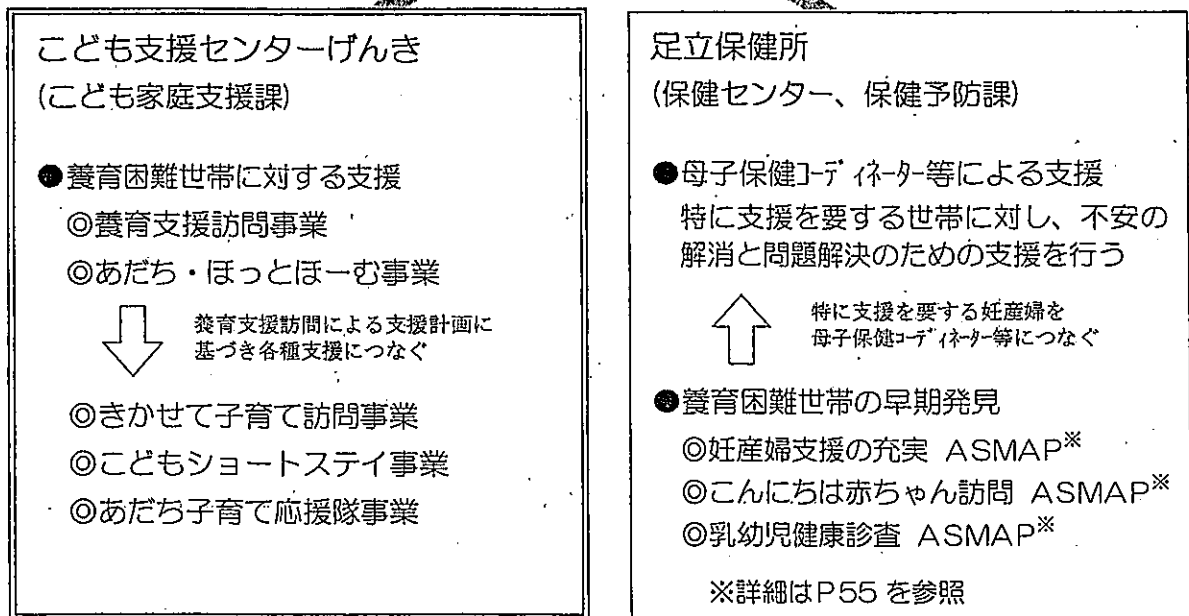 こども支援センターげんき
(こども家庭支援課)
●養育困難世帯に対する支援
◎養育支援訪問事業
◎あだち・ほっとほーむ事業
養育支援訪問による支援計画に
基づき各種支援につなぐ
◎きかせて子育て訪問事業
◎こどもショートステイ事業
◎あだち子育て応援隊事業
足立保健所
(保健センター、保健予防課)
●母子保健ｺｰﾃﾞｨﾈｰﾀｰ等による支援
特に支援を要する世帯に対し、不安の
解消と問題解決のための支援を行う
特に支援を要する妊産婦を
母子保健ｺｰﾃﾞｨﾈｰﾀｰ等につなぐ
●養育困難世帯の早期発見
◎妊産婦支援の充実 ASMAP※
◎こんにちは赤ちゃん訪問 ASMAP※
◎乳幼児健康診査 ASMAP※
※詳細はP55を参照